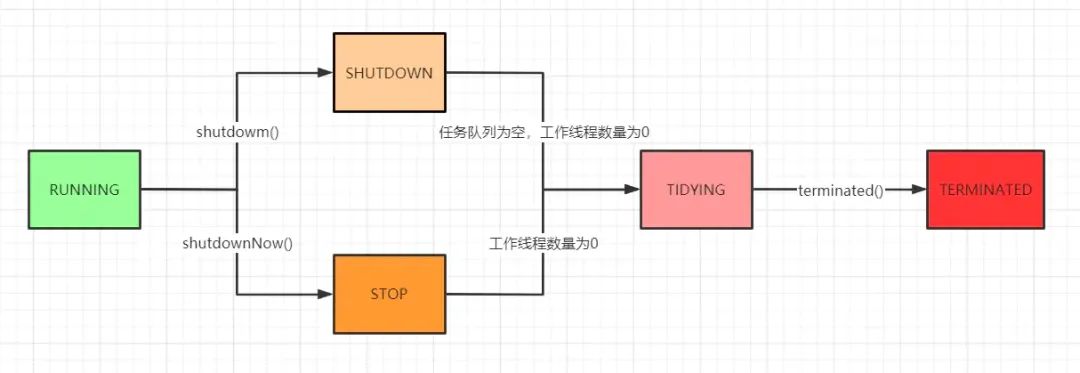 SHUTDOWN
shutdowm()
任务队列为空，工作线程数量为0
RUNNING
TIDYING
terminated()
TERMINATED
shutdownNow()
工作线程数量为0
STOP